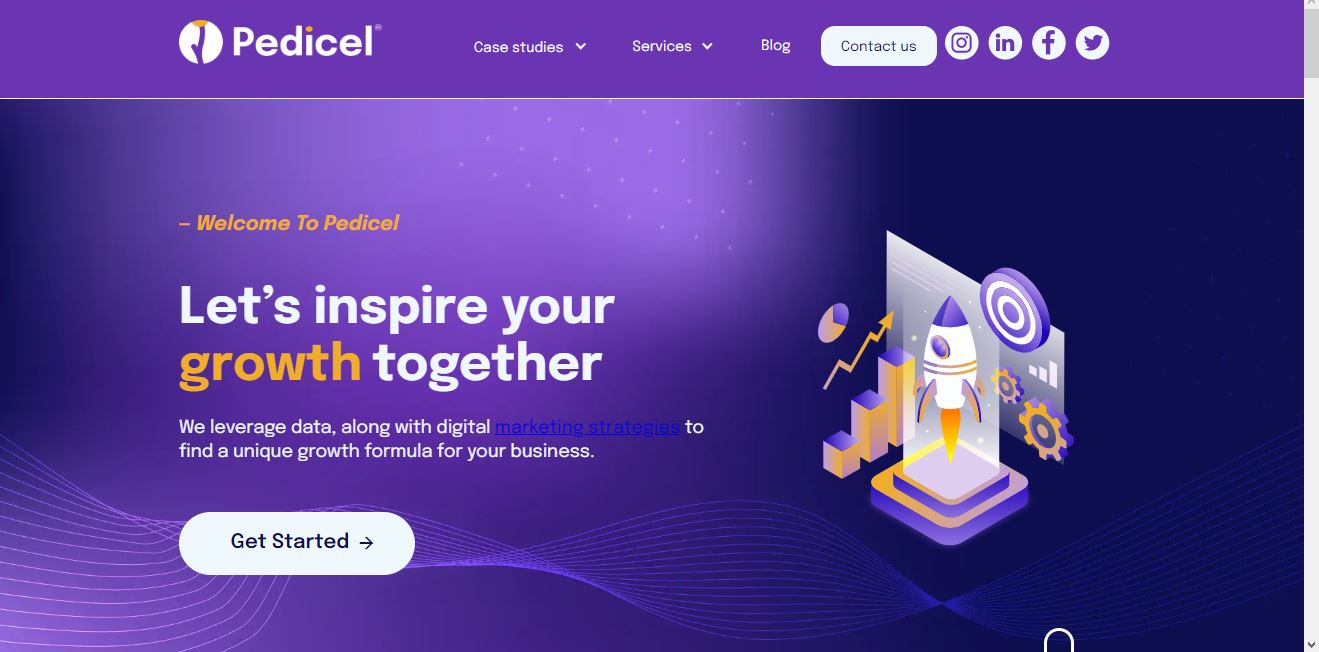 Pedicel®
Case studies
Services
Blog
Contact us
– Welcome To Pedicel
Let’s inspire your
growth together
We leverage data, along with digital marketing strategies to
find a unique growth formula for your business.
Get Started →